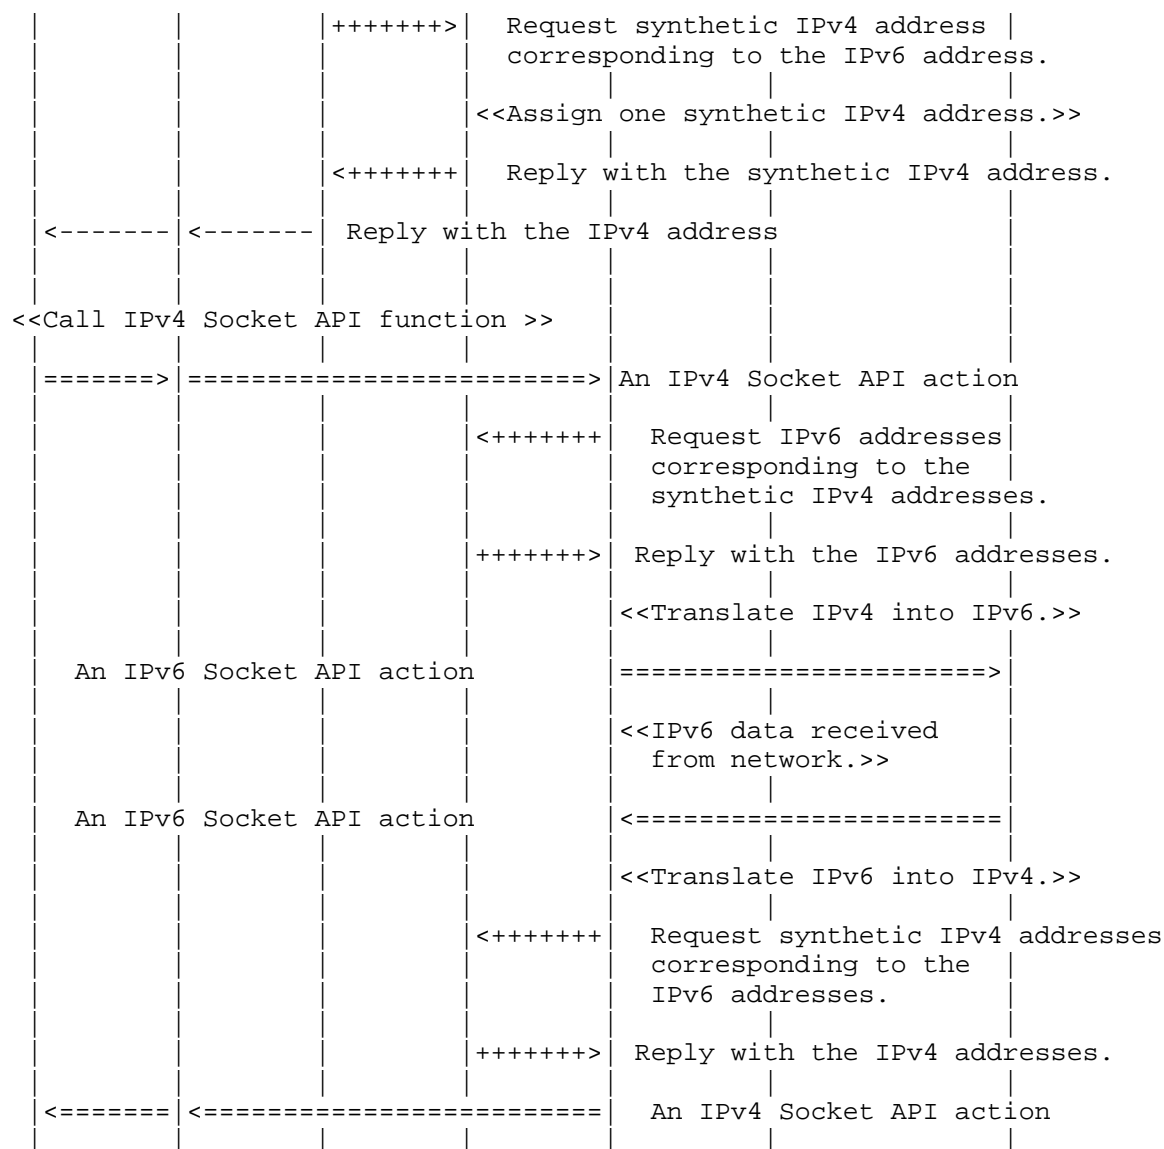 +++++++> Request synthetic IPv4 address
corresponding to the IPv6 address.
<<Assign one synthetic IPv4 address.>>
<+++++++ Reply with the synthetic IPv4 address.
<-------|<------- Reply with the IPv4 address
<<Call IPv4 Socket API function >>
=======>|=========================>|An IPv4 Socket API action
<+++++++| Request IPv6 addresses
corresponding to the
synthetic IPv4 addresses.
+++++++>| Reply with the IPv6 addresses.
<<Translate IPv4 into IPv6.>>
An IPv6 Socket API action |=======================>|
<<IPv6 data received
from network.>>
An IPv6 Socket API action |<=======================|
<<Translate IPv6 into IPv4.>>
<+++++++| Request synthetic IPv4 addresses
corresponding to the
IPv6 addresses.
+++++++>| Reply with the IPv4 addresses.
<=======|<=========================| An IPv4 Socket API action